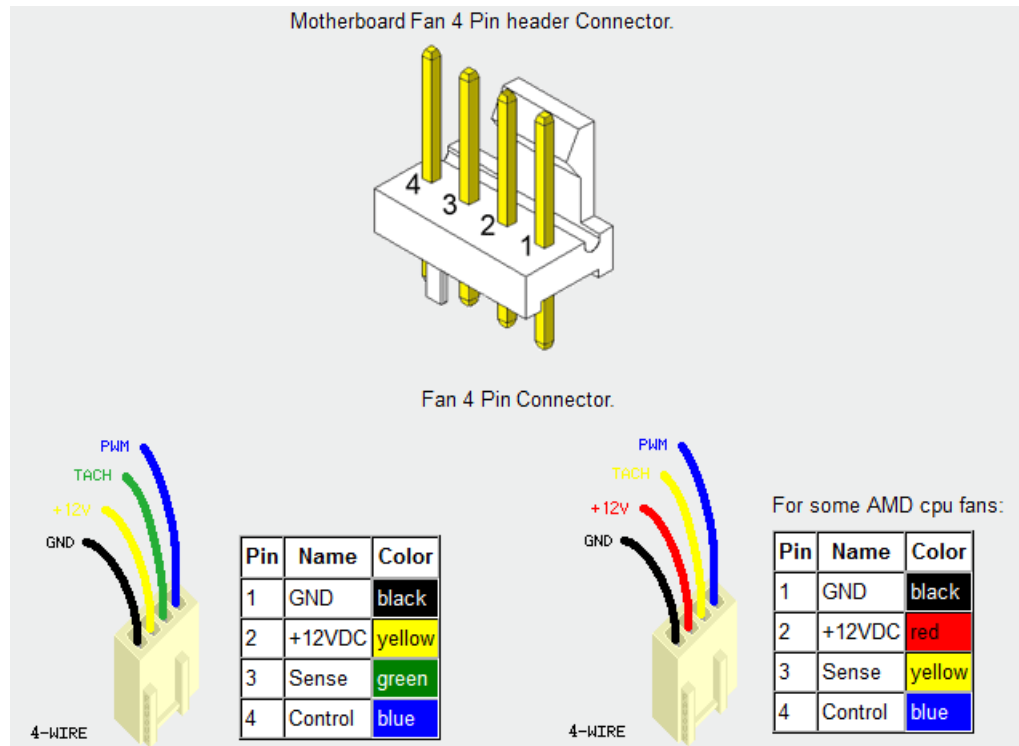 Motherboard Fan 4 Pin header Connector.
4
3
2
1
Fan 4 Pin Connector.
PWM
TACH
+12V
GND
4-WIRE
Pin Name Color
1 GND black
2 +12VDC yellow
3 Sense green
4 Control blue
PWM
TACH
+12V
GND
4-WIRE
For some AMD cpu fans:
Pin Name Color
1 GND black
2 +12VDC red
3 Sense yellow
4 Control blue